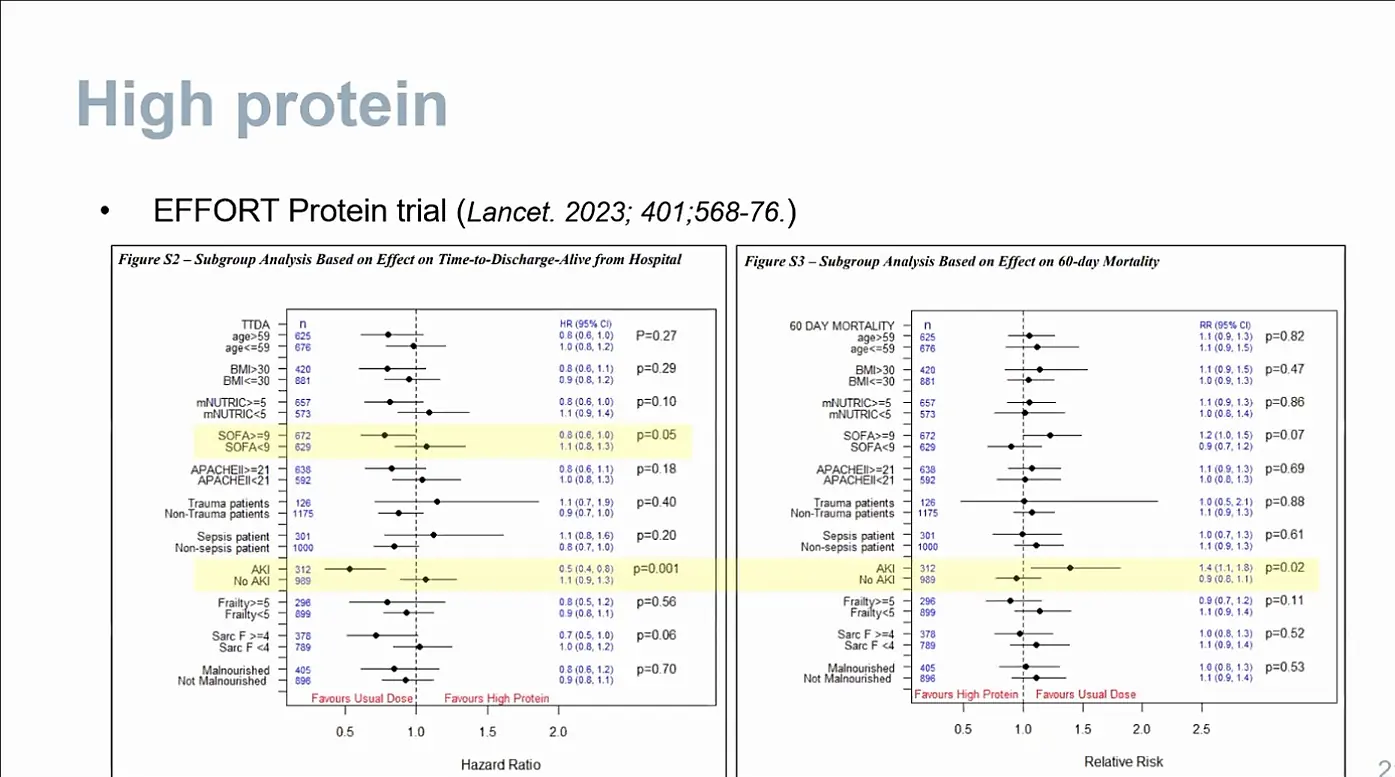 High protein
• EFFORT Protein trial (Lancet. 2023; 401;568-76.)
Figure S2 – Subgroup Analysis Based on Effect on Time-to-Discharge-Alive from Hospital
TTDA n HR (95% CI)
age>59 625 0.8 (0.6, 1.0) P=0.27
age<=59 676 1.0 (0.8, 1.2)
BMI>30 420 0.8 (0.6, 1.1) p=0.29
BMI<=30 881 0.9 (0.8, 1.2)
mNUTRIC>=5 657 0.8 (0.6, 1.0) p=0.10
mNUTRIC<5 573 1.1 (0.9, 1.4)
SOFA>=9 672 0.8 (0.6, 1.0) p=0.05
SOFA<9 629 1.1 (0.8, 1.3)
APACHEII>=21 638 0.8 (0.6, 1.1) p=0.18
APACHEII<21 592 1.0 (0.8, 1.3)
Trauma patients 126 1.1 (0.7, 1.9) p=0.40
Non-Trauma patients 1175 0.9 (0.7, 1.0)
Sepsis patient 301 1.1 (0.8, 1.6) p=0.20
Non-sepsis patient 1000 0.8 (0.7, 1.0)
AKI 312 0.5 (0.4, 0.8) p=0.001
No AKI 989 1.1 (0.9, 1.3)
Frailty>=5 296 0.8 (0.5, 1.2) p=0.56
Frailty<5 899 0.9 (0.8, 1.1)
Sarc F >=4 378 0.7 (0.5, 1.0) p=0.06
Sarc F <4 789 1.0 (0.8, 1.2)
Malnourished 405 0.8 (0.6, 1.2) p=0.70
Not Malnourished 896 0.9 (0.8, 1.1)
Favours Usual Dose Favours High Protein
0.5 1.0 1.5 2.0
Hazard Ratio
Figure S3 – Subgroup Analysis Based on Effect on 60-day Mortality
60 DAY MORTALITY n RR (95% CI)
age>59 625 1.1 (0.9, 1.3) p=0.82
age<=59 676 1.1 (0.9, 1.5)
BMI>30 420 1.1 (0.9, 1.5) p=0.47
BMI<=30 881 1.0 (0.9, 1.3)
mNUTRIC>=5 657 1.1 (0.9, 1.3) p=0.86
mNUTRIC<5 573 1.0 (0.8, 1.4)
SOFA>=9 672 1.2 (1.0, 1.5) p=0.07
SOFA<9 629 0.9 (0.7, 1.2)
APACHEII>=21 638 1.1 (0.9, 1.3) p=0.69
APACHEII<21 592 1.0 (0.8, 1.3)
Trauma patients 126 1.0 (0.5, 2.1) p=0.88
Non-Trauma patients 1175 1.1 (0.9, 1.3)
Sepsis patient 301 1.0 (0.7, 1.3) p=0.61
Non-sepsis patient 1000 1.1 (0.9, 1.3)
AKI 312 1.4 (1.1, 1.8) p=0.02
No AKI 989 0.9 (0.8, 1.1)
Frailty>=5 296 0.9 (0.7, 1.2) p=0.11
Frailty<5 899 1.1 (0.9, 1.4)
Sarc F >=4 378 1.0 (0.8, 1.3) p=0.52
Sarc F <4 789 1.1 (0.9, 1.4)
Malnourished 405 1.0 (0.8, 1.3) p=0.53
Not Malnourished 896 1.1 (0.9, 1.4)
Favours High Protein Favours Usual Dose
0.5 1.0 1.5 2.0 2.5
Relative Risk